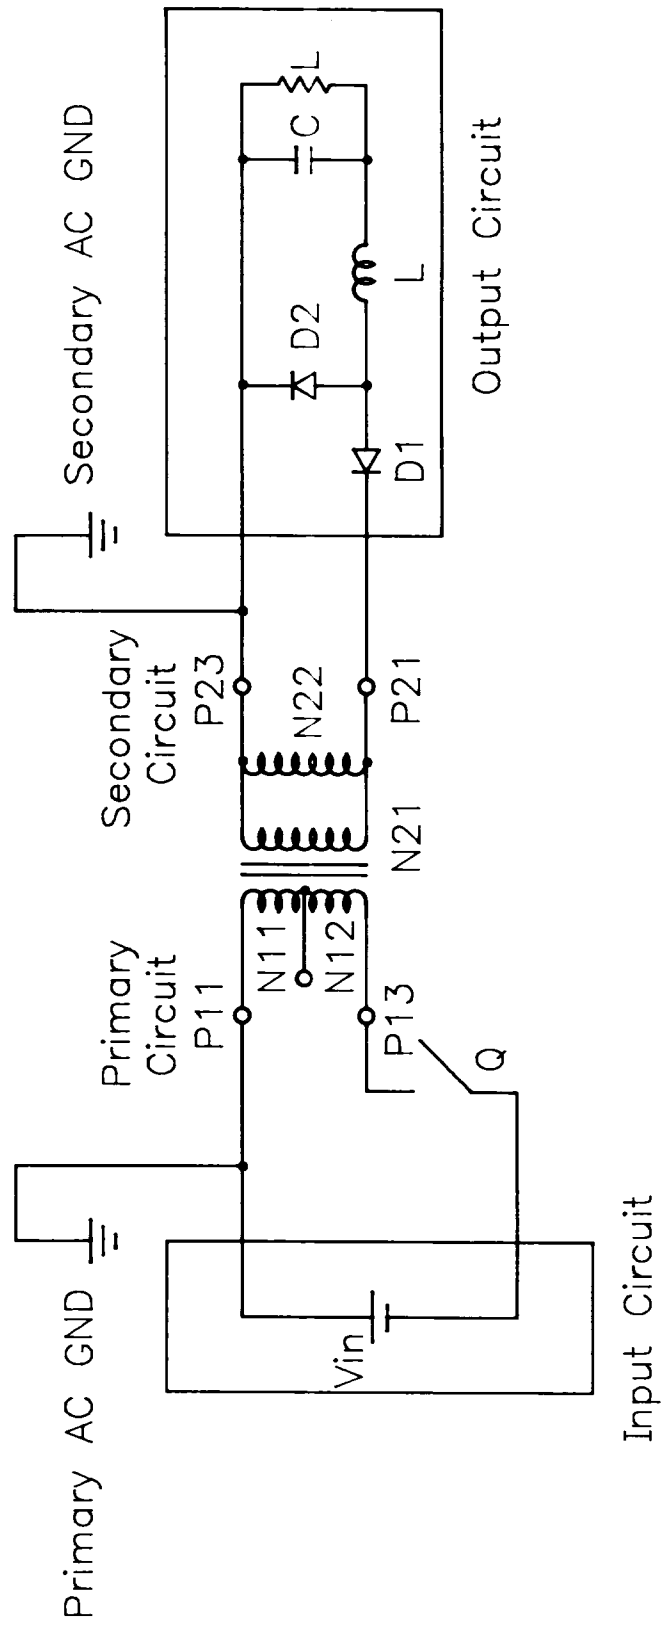 Primary AC GND
Secondary AC GND
Primary
Circuit
Secondary
Circuit
P11
P23
N11
N12
N22
Vin
P13
N21
P21
D1
D2
L
C
L
Q
Input Circuit
Output Circuit